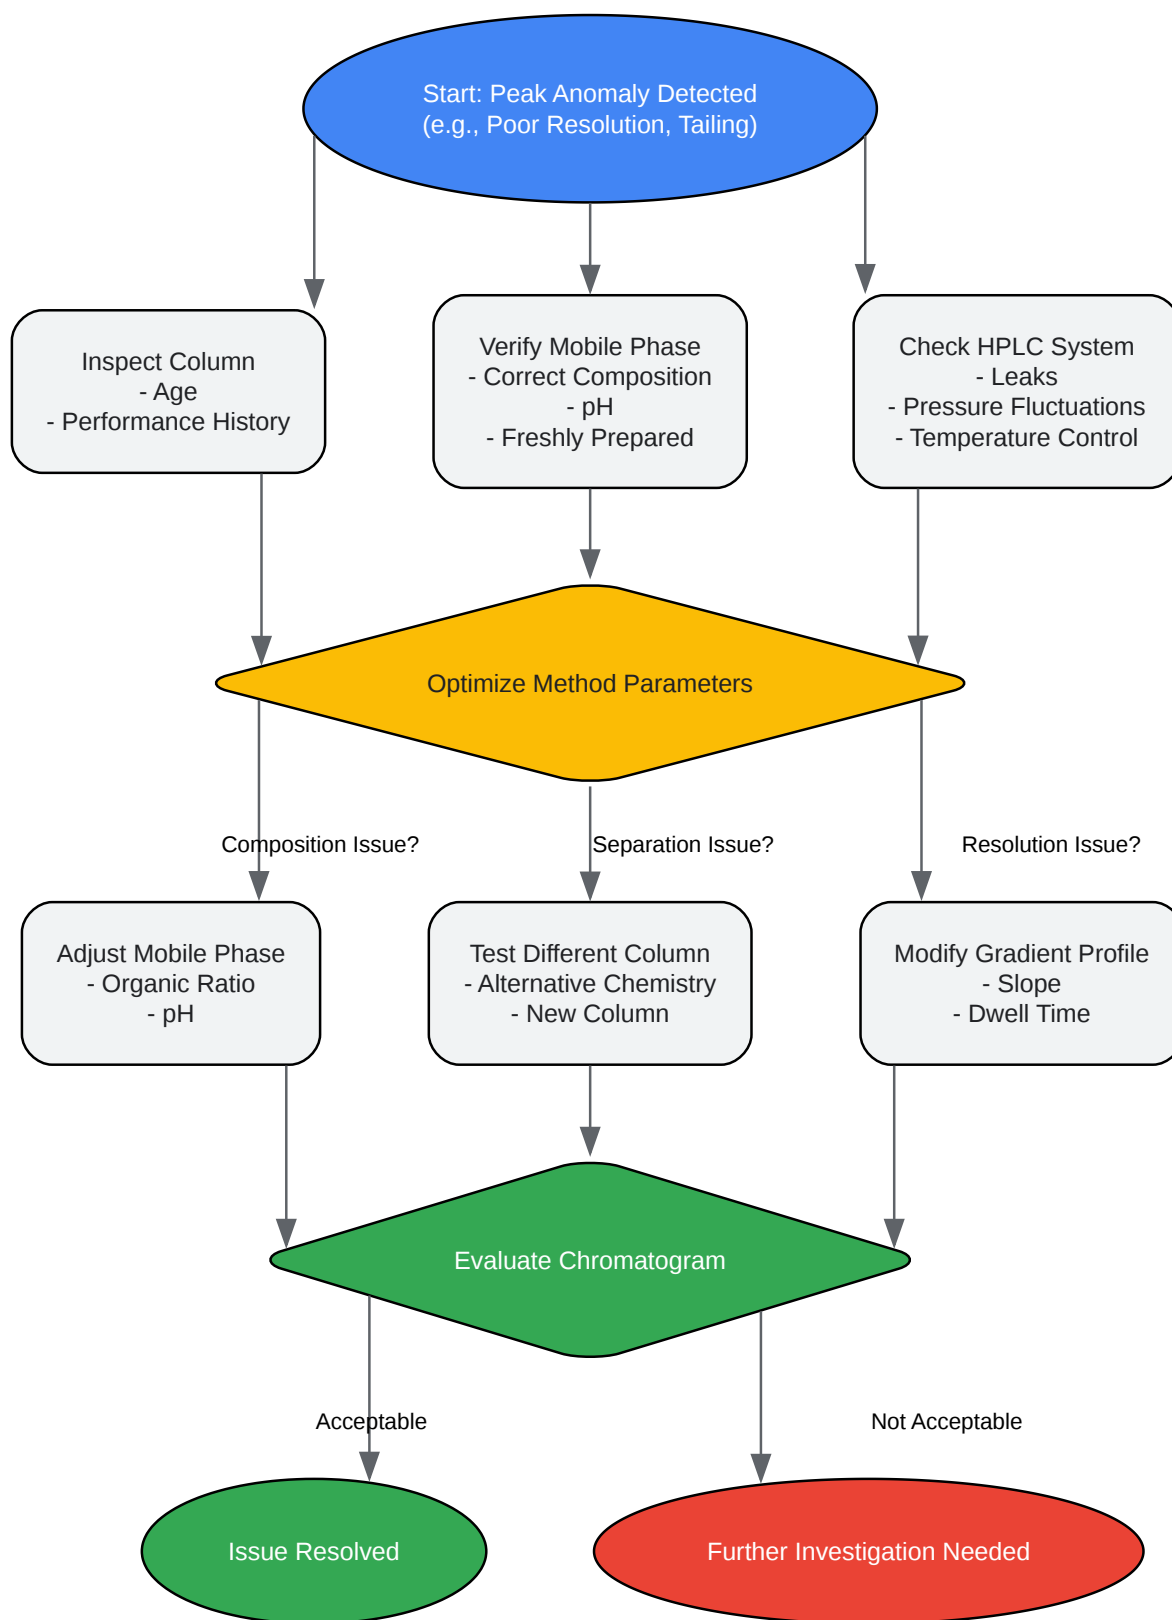 Start: Peak Anomaly Detected
(e.g., Poor Resolution, Tailing)
Inspect Column
- Age
- Performance History
Verify Mobile Phase
- Correct Composition
- pH
- Freshly Prepared
Check HPLC System
- Leaks
- Pressure Fluctuations
- Temperature Control
Optimize Method Parameters
Composition Issue?
Separation Issue?
Resolution Issue?
Adjust Mobile Phase
- Organic Ratio
- pH
Test Different Column
- Alternative Chemistry
- New Column
Modify Gradient Profile
- Slope
- Dwell Time
Evaluate Chromatogram
Acceptable
Not Acceptable
Issue Resolved
Further Investigation Needed